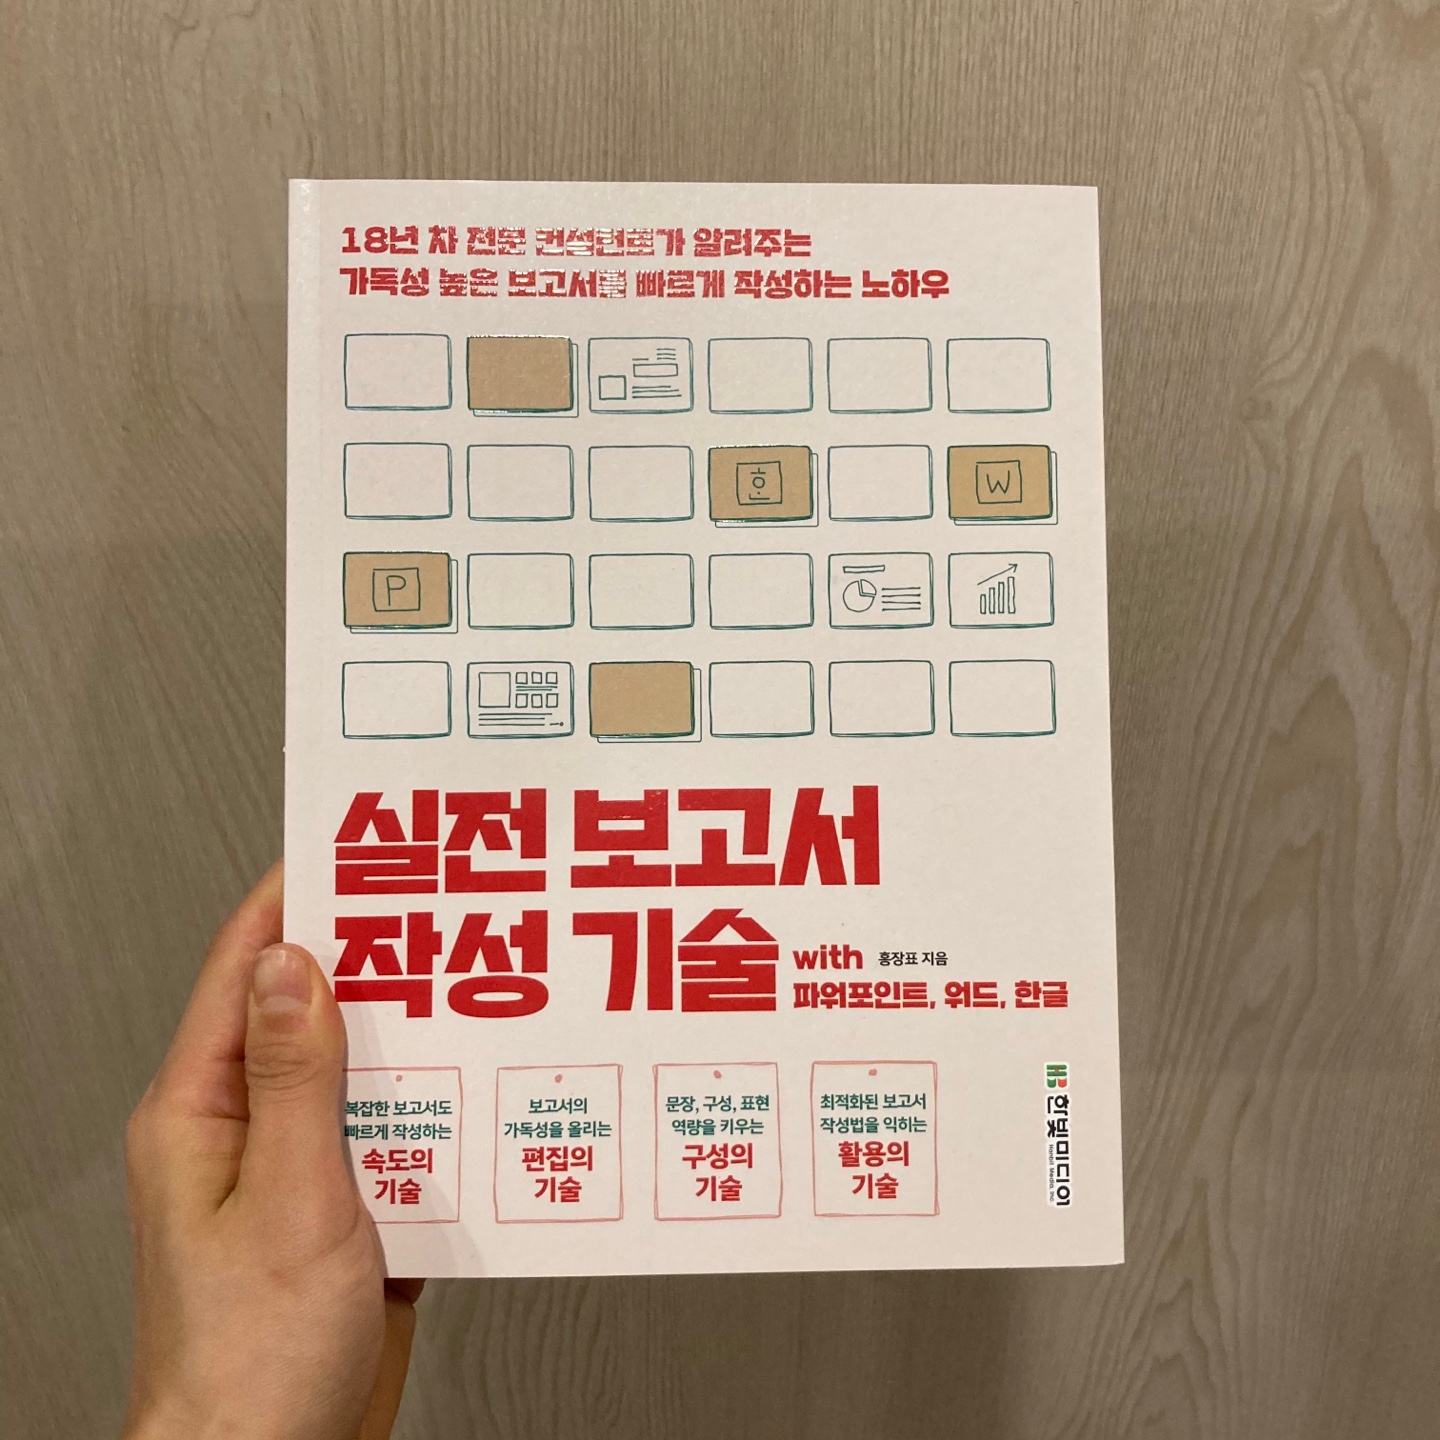 18년 차 전문 컨설턴트가 알려주는
가독성 높은 보고서를 빠르게 작성하는 노하우
흔
W
P
실전 보고서
작성 기술
with 홍장표 지음
파워포인트, 워드, 한글
복잡한 보고서도
빠르게 작성하는
속도의
기술
보고서의
가독성을 올리는
편집의
기술
문장, 구성, 표현
역량을 키우는
구성의
기술
최적화된 보고서
작성법을 익히는
활용의
기술
HB 한빛미디어
Hanbit Media, Inc.